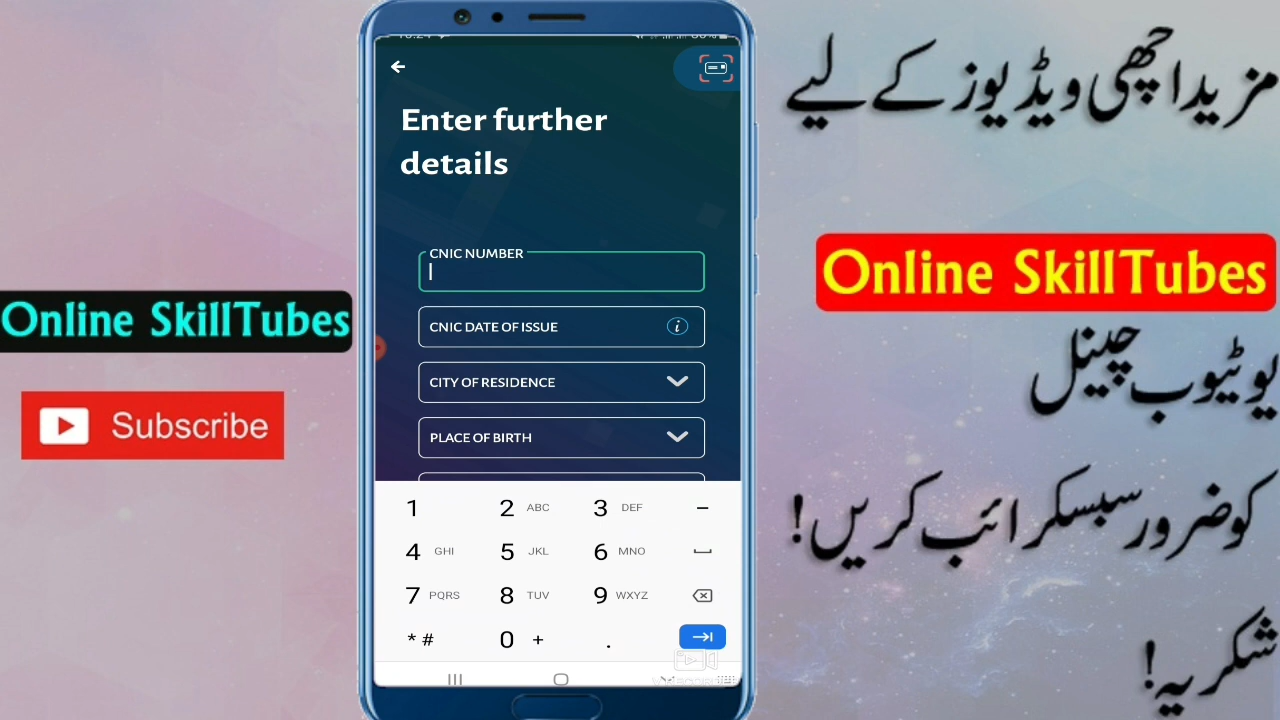 Enter further
details
CNIC NUMBER
CNIC DATE OF ISSUE
i
CITY OF RESIDENCE
PLACE OF BIRTH
1
2 ABC
3 DEF
–
4 GHI
5 JKL
6 MNO
7 PQRS
8 TUV
9 WXYZ
* #
0 +
.
Online SkillTubes
Subscribe
مزید اچھی ویڈیوز کے لیے
Online SkillTubes
یوٹیوب چینل
کو ضرور سبسکرائب کریں!
شکریہ!